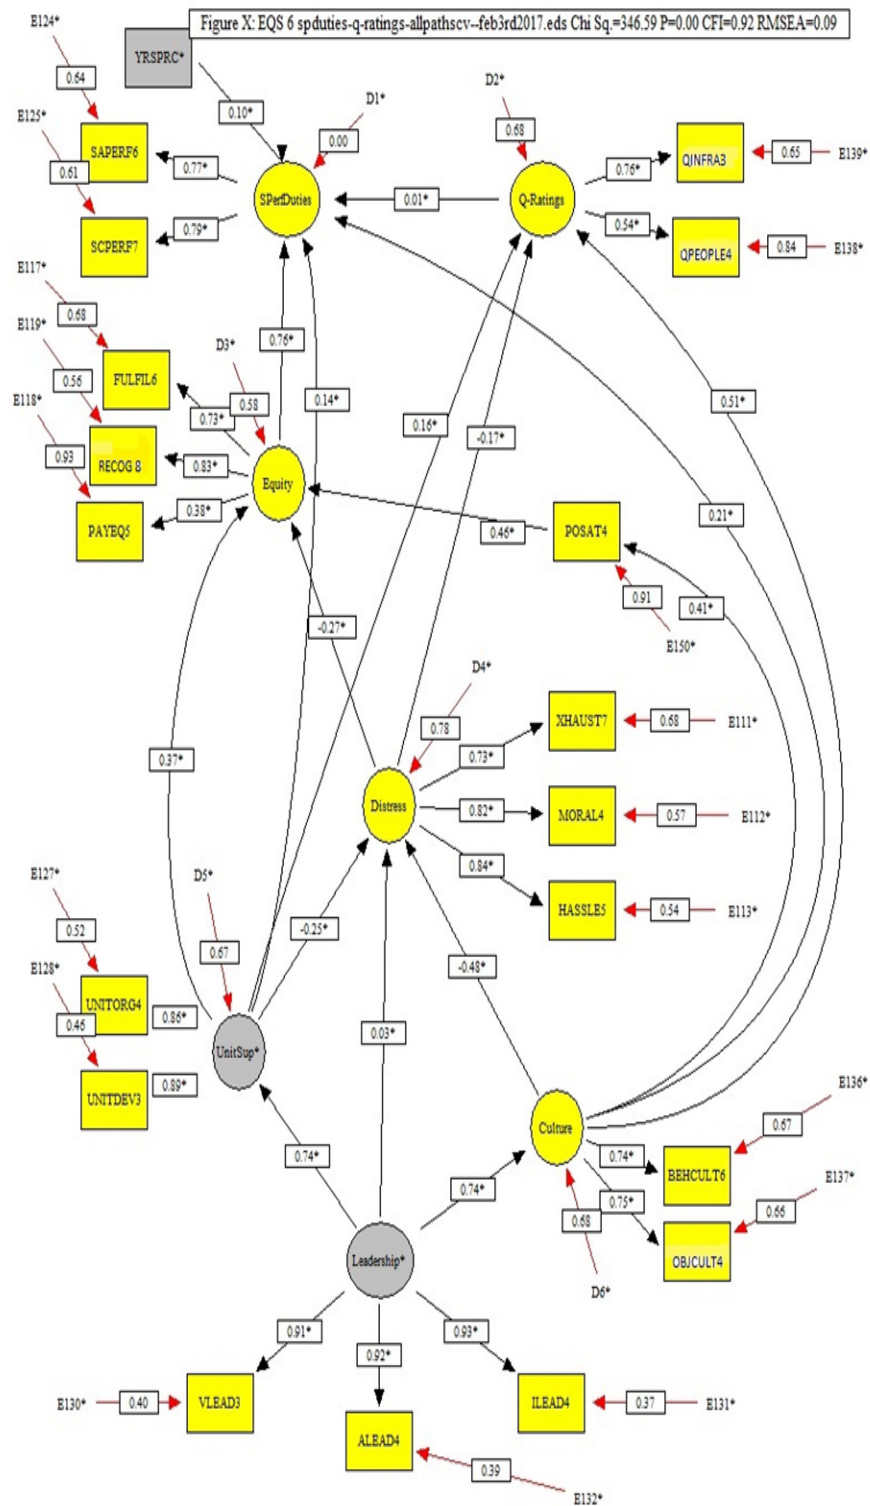 Figure X: EQS 6 spduties-q-ratings-allpathscv--feb3rd2017.eds Chi Sq.=346.59 P=0.00 CFI=0.92 RMSEA=0.09
E124*
YRSPRC*
0.64
0.10*
D1*
D2*
E125*
0.00
0.68
SAPERF6
0.77*
QINFRA3
0.65
E139*
0.76*
0.61
SPerfDuties
0.01*
Q-Ratings
0.79*
0.54*
SCPERF7
QPEOPLE4
0.84
E138*
E117*
0.68
E119*
0.76*
D3*
FULFIL6
0.56
E118*
0.73*
0.58
0.14*
0.51*
0.16*
-0.17*
0.93
RECOG 8
0.83*
Equity
0.38*
0.21*
PAYEQ5
0.46*
POSAT4
0.91
0.41*
-0.27*
E150*
D4*
0.78
XHAUST7
0.68
E111*
0.73*
0.37*
Distress
0.82*
MORAL4
0.57
E112*
0.84*
E127*
D5*
HASSLE5
0.54
E113*
0.52
-0.25*
0.67
-0.48*
E128*
UNITORG4
0.86*
0.46
0.03*
UnitSup*
UNITDEV3
0.89*
E136*
Culture
0.67
0.74*
0.74*
0.74*
BEHCULT6
E137*
0.75*
0.68
0.66
Leadership*
OBJCULT4
D6*
0.91*
0.92*
0.93*
E130*
0.40
VLEAD3
ILEAD4
0.37
E131*
ALEAD4
0.39
E132*